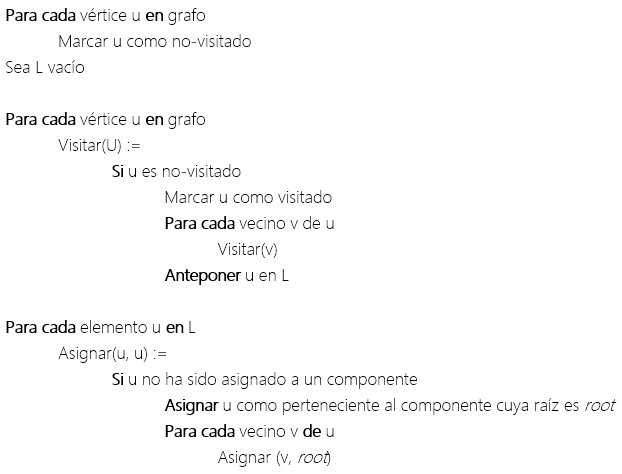 Para cada vértice u en grafo
Marcar u como no-visitado
Sea L vacío
Para cada vértice u en grafo
Visitar(U) :=
Si u es no-visitado
Marcar u como visitado
Para cada vecino v de u
Visitar(v)
Anteponer u en L
Para cada elemento u en L
Asignar(u, u) :=
Si u no ha sido asignado a un componente
Asignar u como perteneciente al componente cuya raíz es root
Para cada vecino v de u
Asignar (v, root)